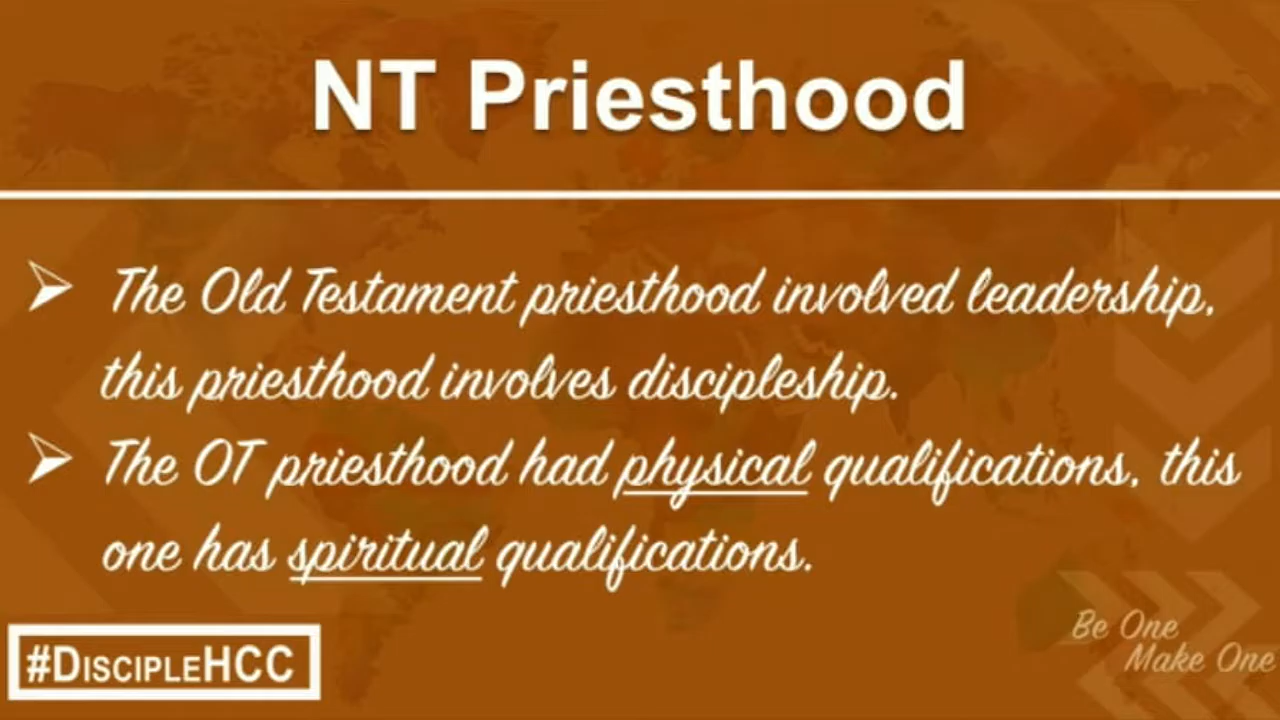 NT Priesthood
The Old Testament priesthood involved leadership,
this priesthood involves discipleship.
The OT priesthood had physical qualifications, this
one has spiritual qualifications.
#DiscipleHCC
Be One
Make One